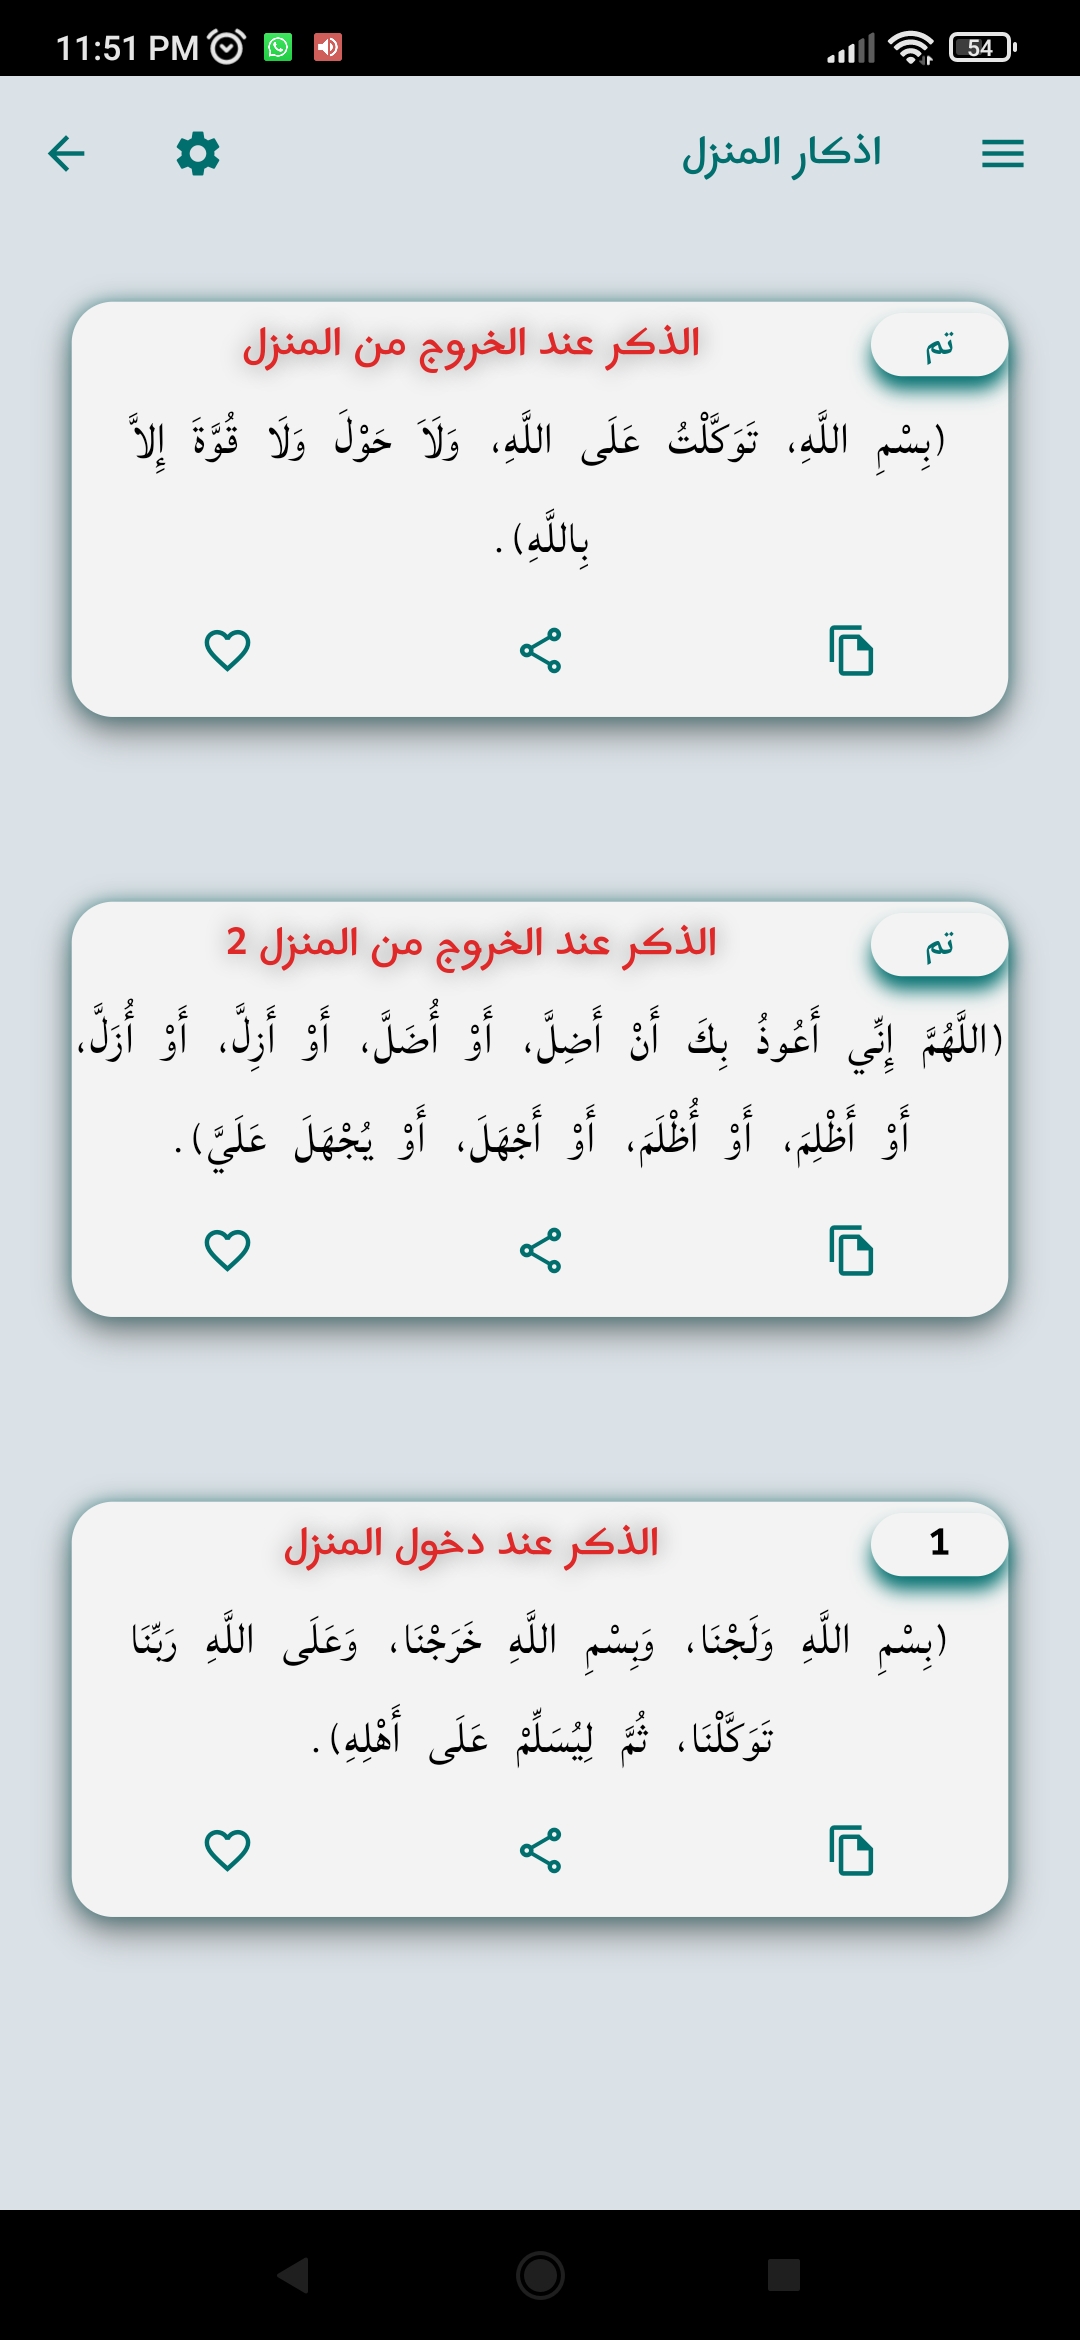 11:51 PM
54
اذكار المنزل
الذكر عند الخروج من المنزل
تم
(بِسْمِ اللَّهِ، تَوَكَّلْتُ عَلَى اللَّهِ، وَلَاَ حَوْلَ وَلَا قُوَّةَ إِلاَّ
بِاللَّهِ).
الذكر عند الخروج من المنزل 2
تم
(اللَّهُمَّ إِنِّي أَعُوذُ بِكَ أَنْ أَضِلَّ، أَوْ أُضَلَّ، أَوْ أَزِلَّ، أَوْ أُزَلَّ،
أَوْ أَظْلِمَ، أَوْ أُظْلَمَ، أَوْ أَجْهَلَ، أَوْ يُجْهَلَ عَلَيَّ).
الذكر عند دخول المنزل
1
(بِسْمِ اللَّهِ وَلَجْنَا، وَبِسْمِ اللَّهِ خَرَجْنَا، وَعَلَى اللَّهِ رَبِّنَا
تَوَكَّلْنَا، ثُمَّ لِيُسَلِّمْ عَلَى أَهْلِهِ).